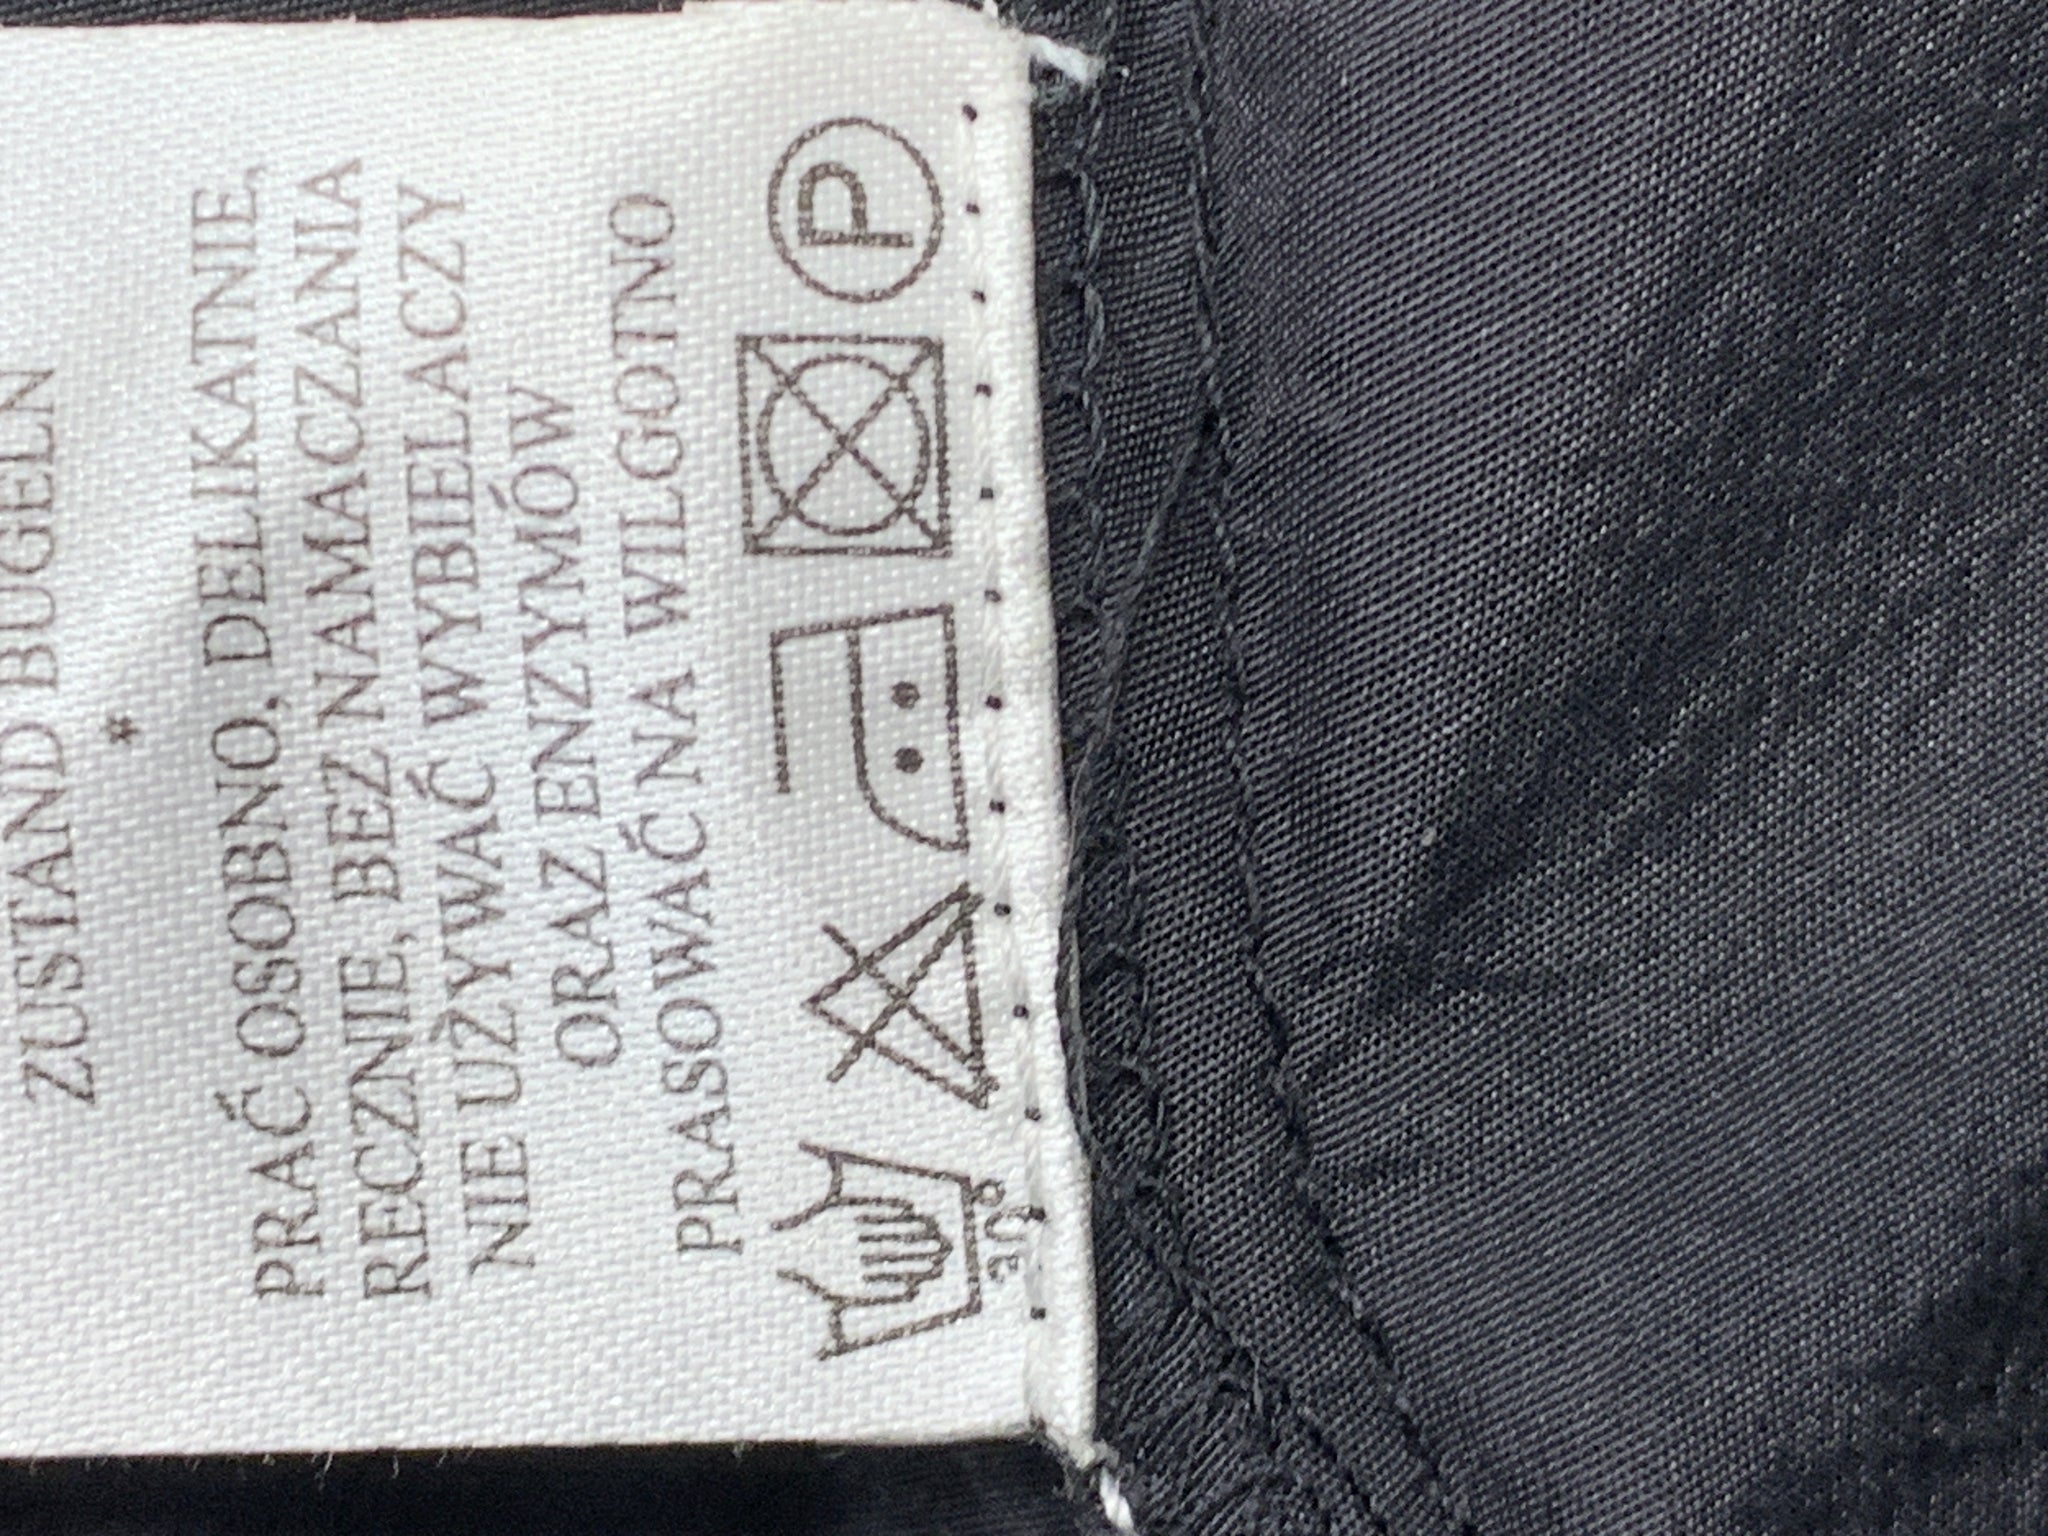 ZUSTAND BÜGELN
*
PRAĆ OSOBNO, DELIKATNIE,
RĘCZNIE, BEZ NAMACZANIA
NIE UŻYWAĆ WYBIELACZY
ORAZ ENZYMÓW
PRASOWAĆ NA WILGOTNO
P
30°